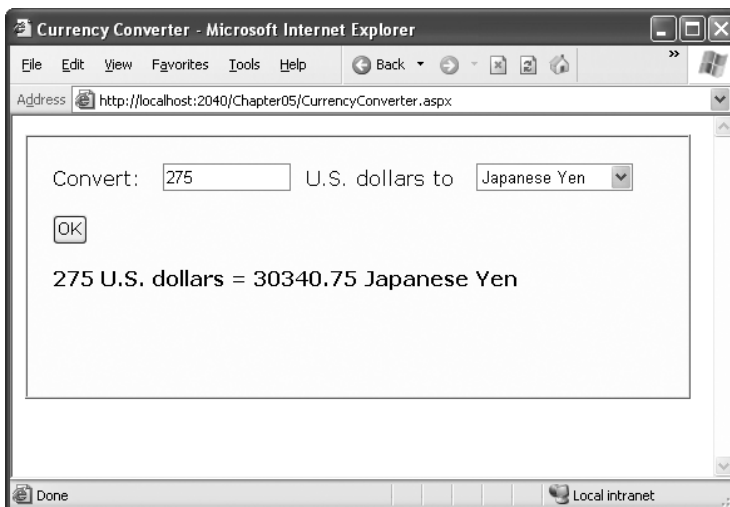 Currency Converter - Microsoft Internet Explorer
File Edit View Favorites Tools Help Back »
Address http://localhost:2040/Chapter05/CurrencyConverter.aspx
Convert: 275 U.S. dollars to Japanese Yen
OK
275 U.S. dollars = 30340.75 Japanese Yen
Done Local intranet